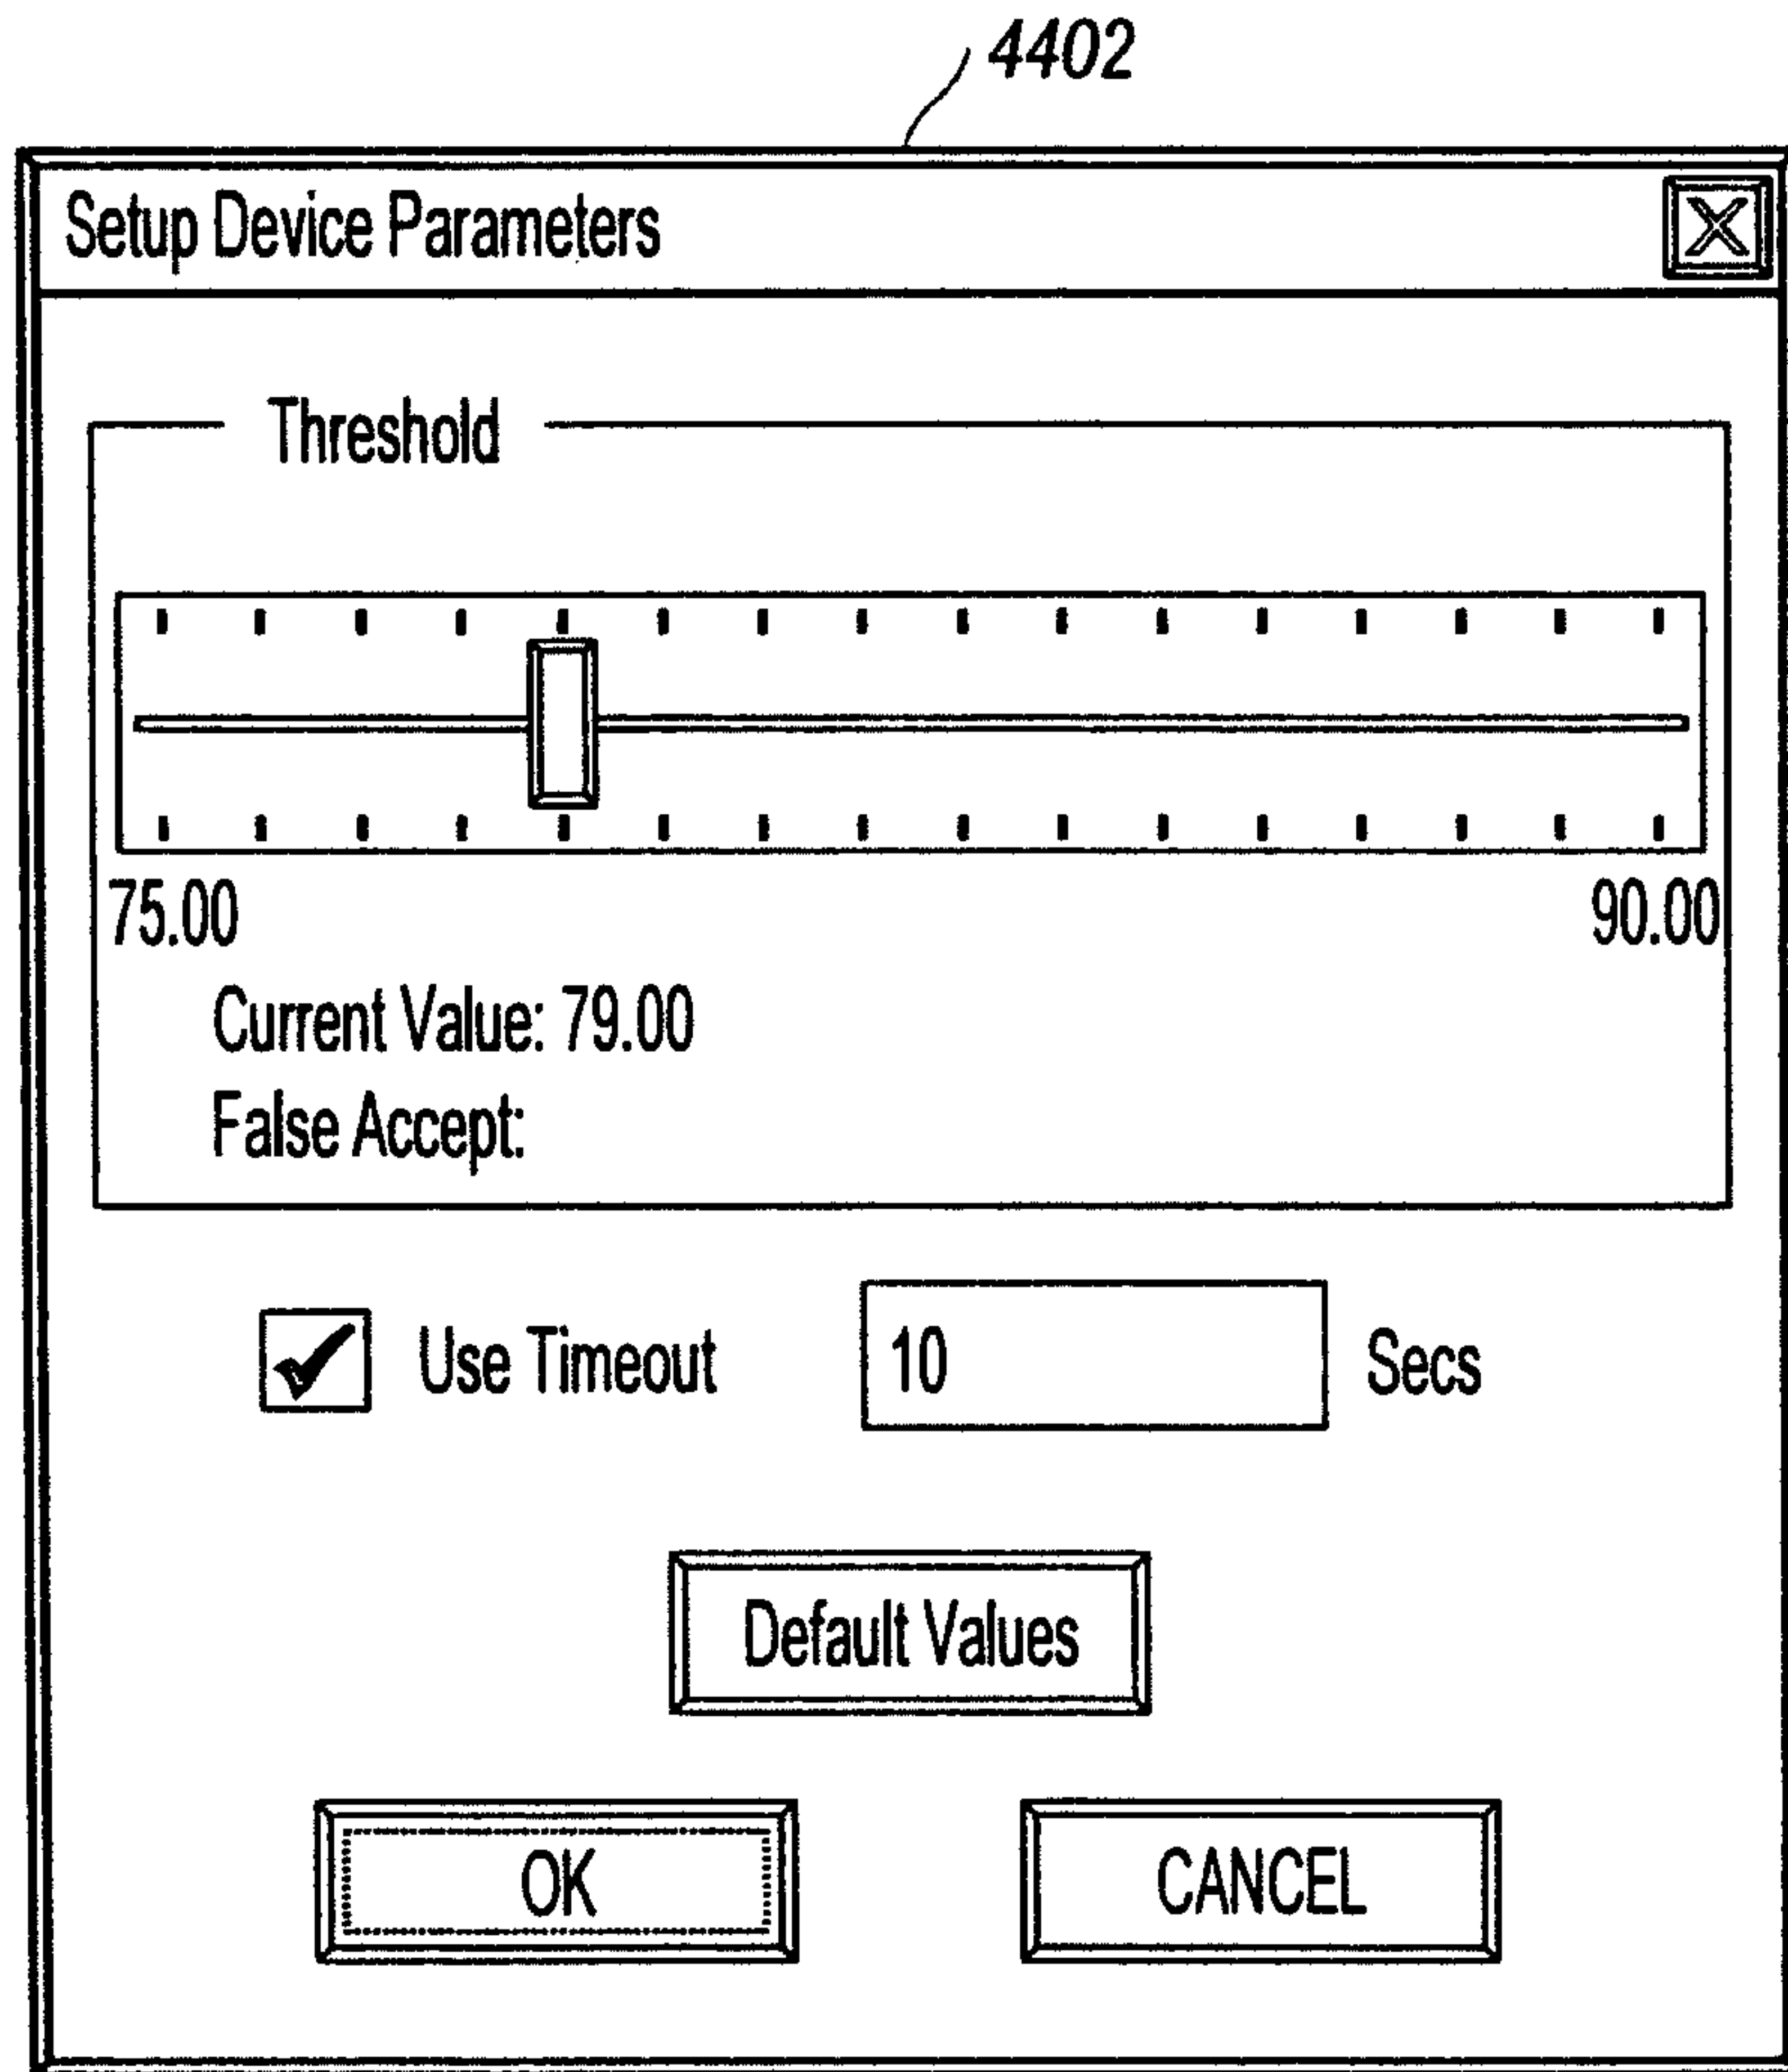 4402
Setup Device Parameters
Threshold
75.00 90.00
Current Value: 79.00
False Accept:
Use Timeout 10 Secs
Default Values
OK CANCEL